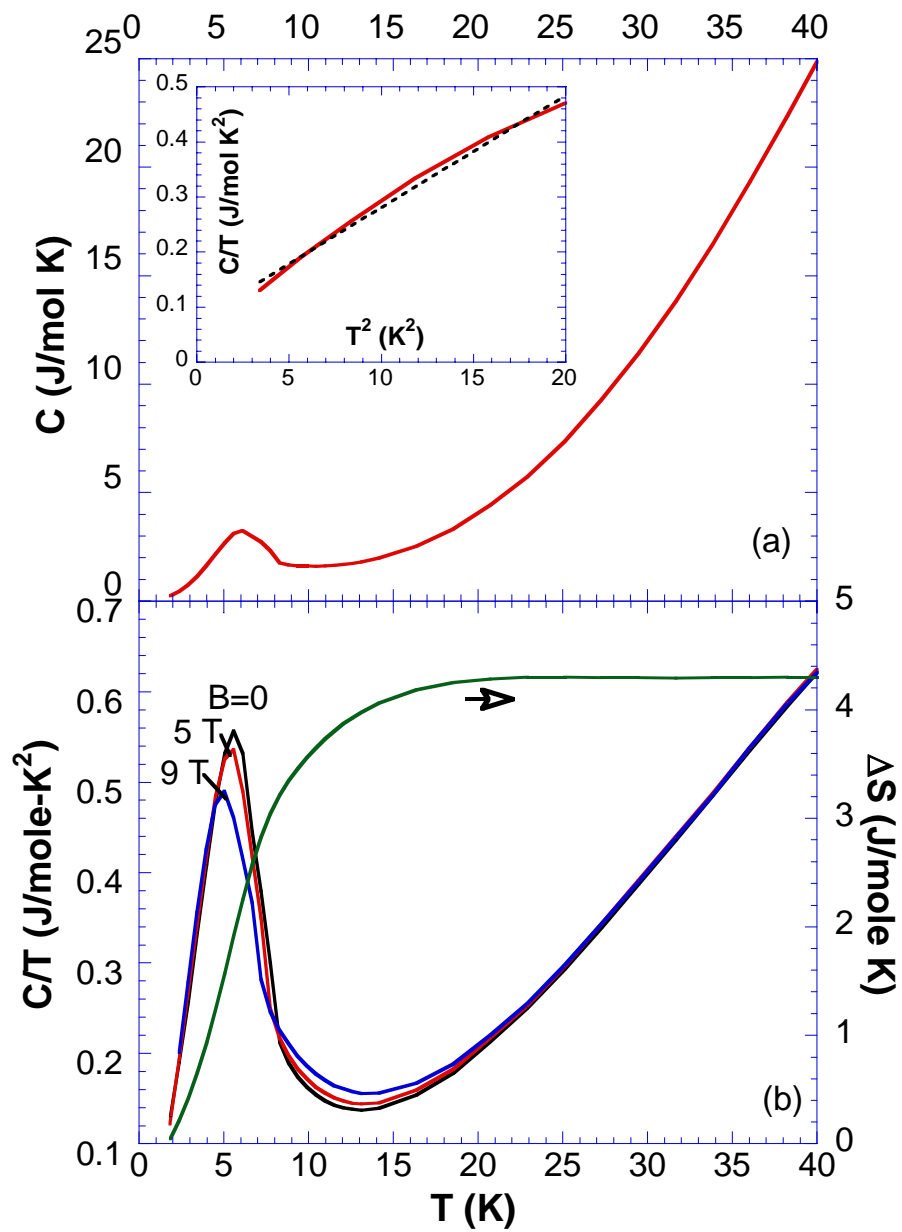 0 5 10 15 20 25 30 35 40
25
20
15
10
5
0
C (J/mol K)
0.5
0.4
0.3
0.2
0.1
0
C/T (J/mol K²)
T² (K²)
0 5 10 15 20
(a)
0.7
0.6
0.5
0.4
0.3
0.2
0.1
C/T (J/mole-K²)
B=0
5 T
9 T
5
4
3
2
1
0
ΔS (J/mole K)
(b)
0 5 10 15 20 25 30 35 40
T (K)